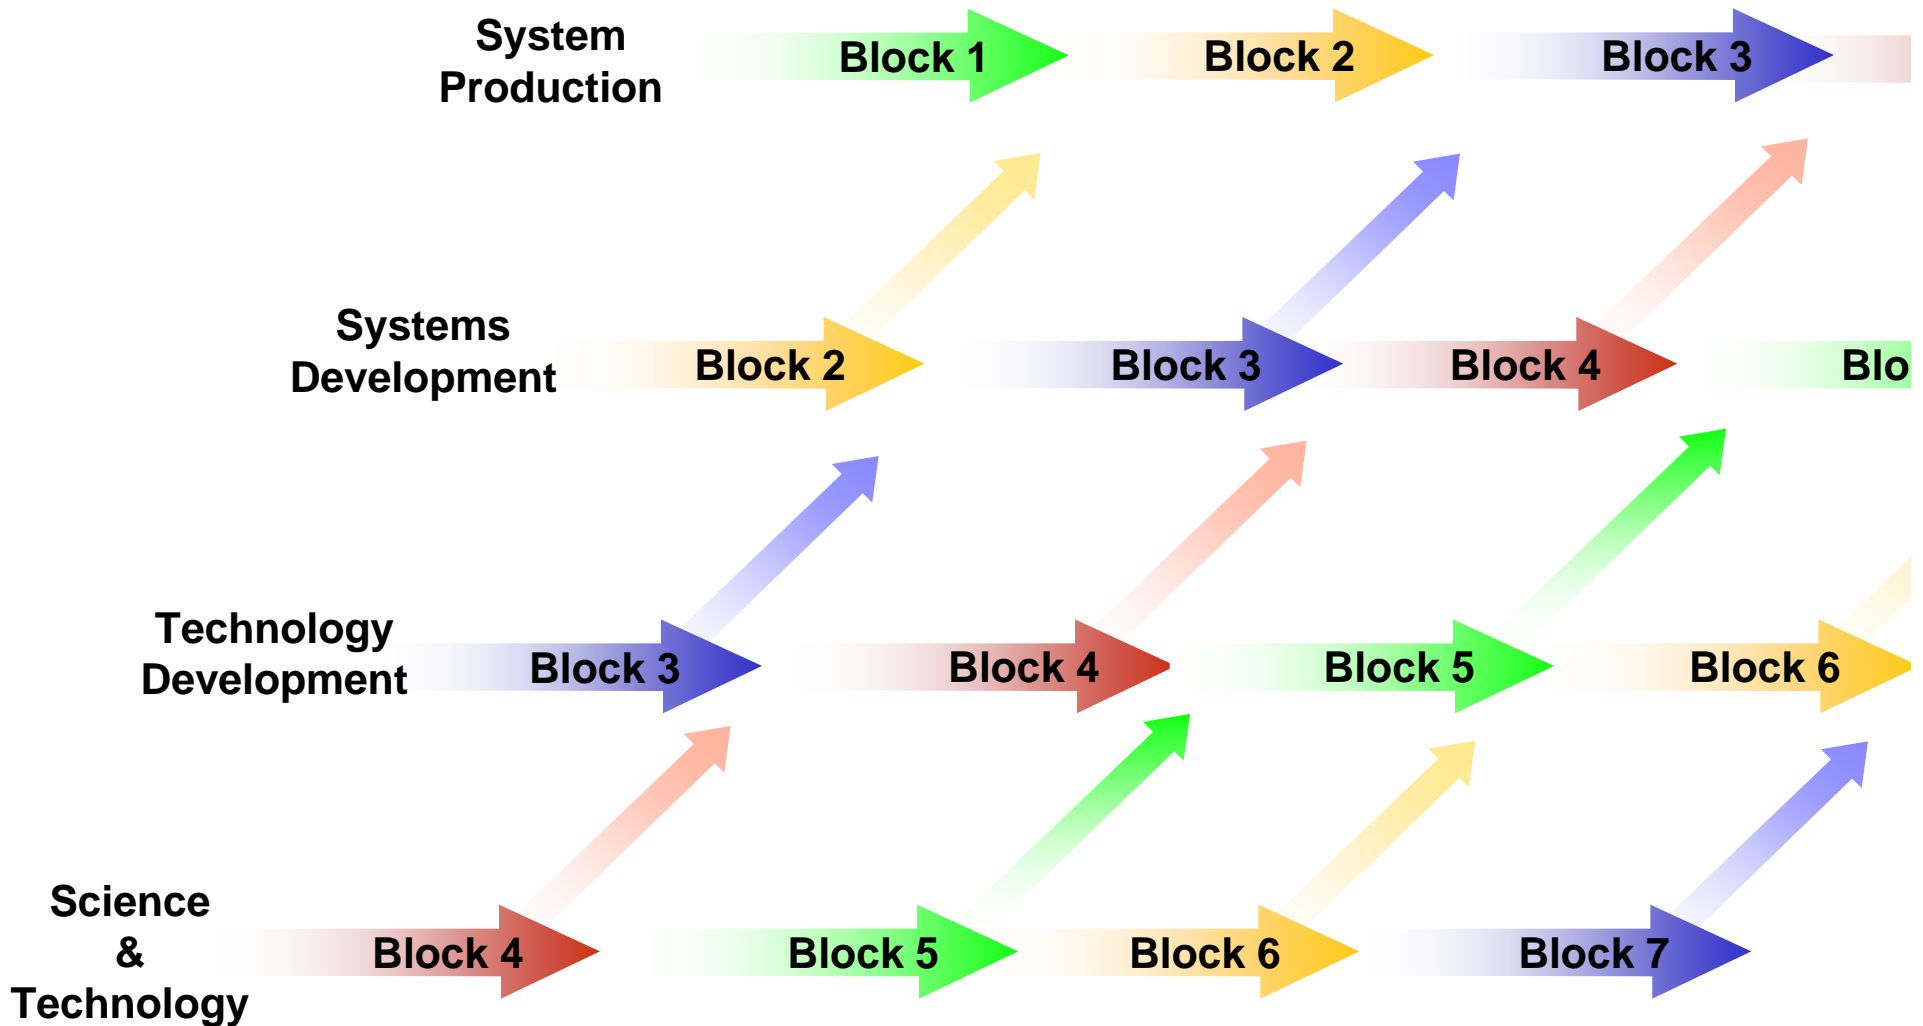 System
Production
Block 1
Block 2
Block 3
Systems
Development
Block 2
Block 3
Block 4
Blo
Technology
Development
Block 3
Block 4
Block 5
Block 6
Science
&
Technology
Block 4
Block 5
Block 6
Block 7